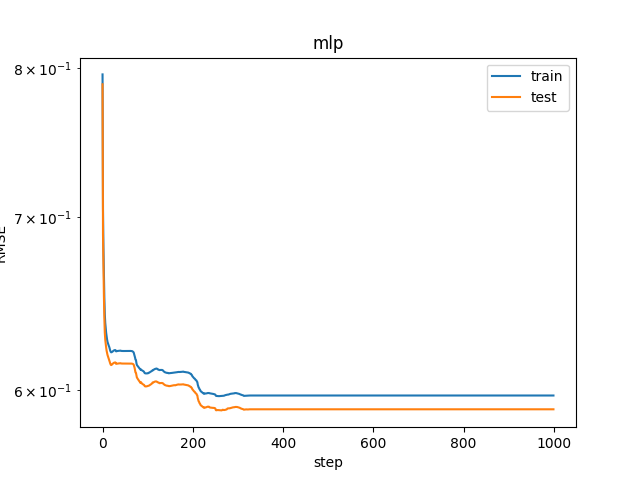 mlp
8 × 10⁻¹
7 × 10⁻¹
6 × 10⁻¹
RMSE
train
test
0 200 400 600 800 1000
step